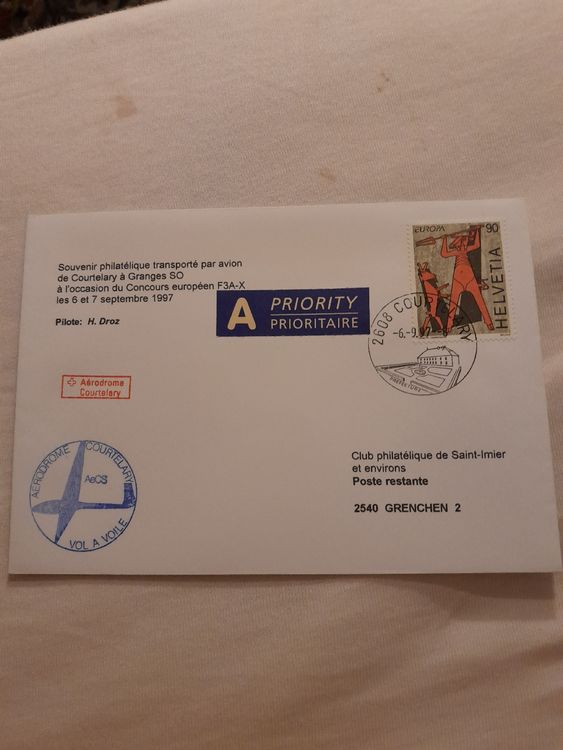 Souvenir philatélique transporté par avion
de Courtelary à Granges SO
à l'occasion du Concours européen F3A-X
les 6 et 7 septembre 1997
Pilote: H. Droz
A PRIORITY
PRIORITAIRE
EUROPA
90
HELVETIA
2608 COURTELARY
-6.-9.97-
PREFECTURE
Aérodrome
Courtelary
AERODROME COURTELARY
AeCS
VOL A VOILE
Club philatélique de Saint-Imier
et environs
Poste restante
2540 GRENCHEN 2